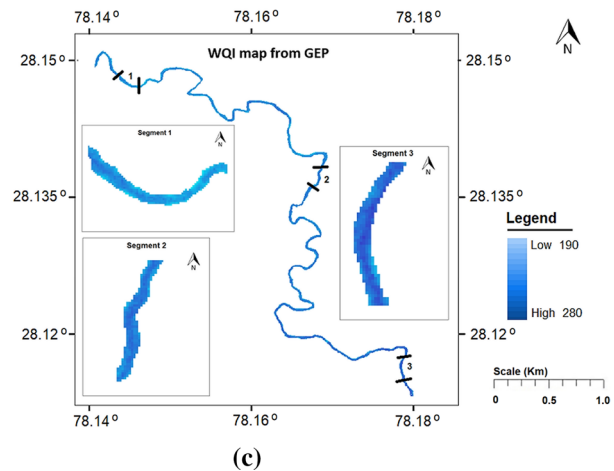 78.14° 78.16° 78.18°
N
WQI map from GEP
28.15° 28.15°
1
Segment 1
N
Segment 3
N
2
28.135° 28.135°
Segment 2
N
Legend
Low 190
High 280
28.12° 28.12°
3
Scale (Km)
0 0.5 1.0
78.14° 78.16° 78.18°
(c)